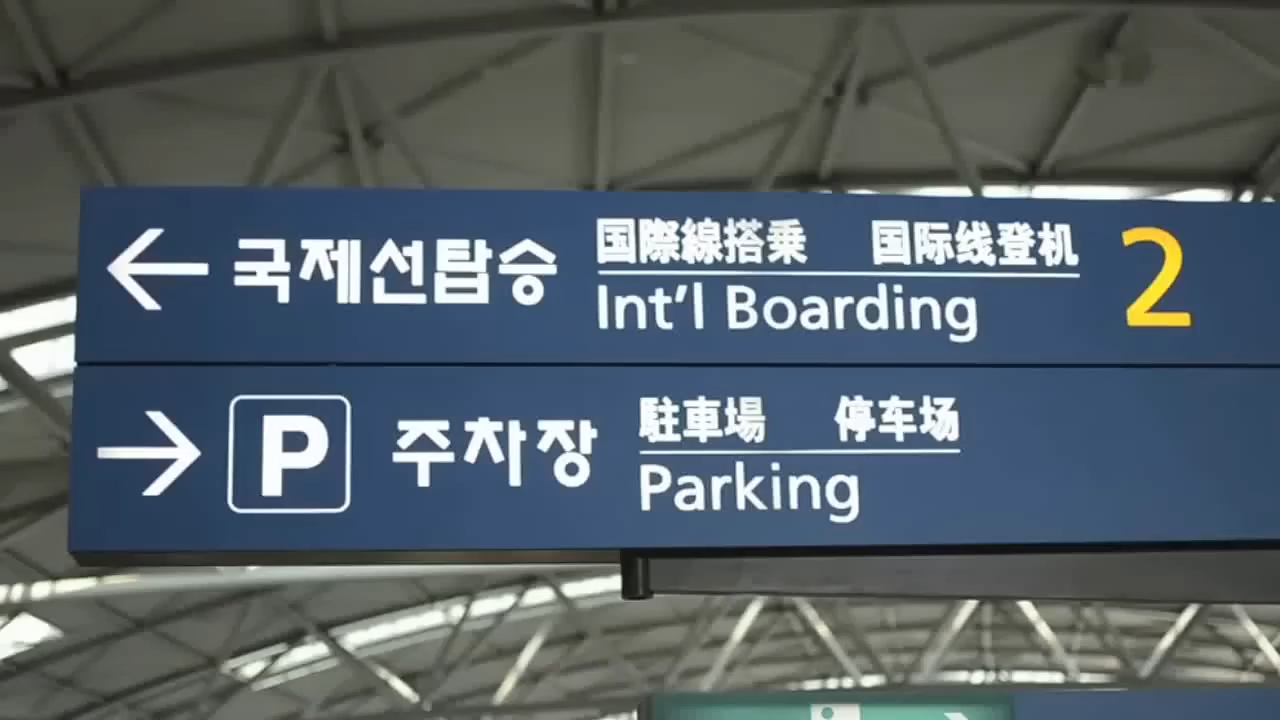 ← 국제선탑승 国際線搭乗 国际线登机 2
Int'l Boarding
→ P 주차장 駐車場 停车场
Parking